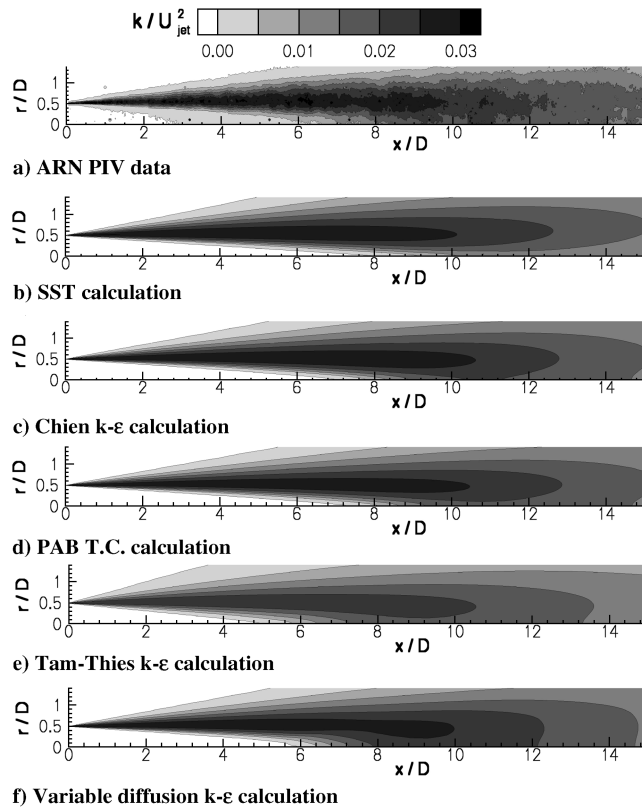 k / U²jet
0.00 0.01 0.02 0.03
r / D
1
0.5
0
0 2 4 6 8 10 12 14
x / D
a) ARN PIV data
r / D
1
0.5
0
0 2 4 6 8 10 12 14
x / D
b) SST calculation
r / D
1
0.5
0
0 2 4 6 8 10 12 14
x / D
c) Chien k-ε calculation
r / D
1
0.5
0
0 2 4 6 8 10 12 14
x / D
d) PAB T.C. calculation
r / D
1
0.5
0
0 2 4 6 8 10 12 14
x / D
e) Tam-Thies k-ε calculation
r / D
1
0.5
0
0 2 4 6 8 10 12 14
x / D
f) Variable diffusion k-ε calculation